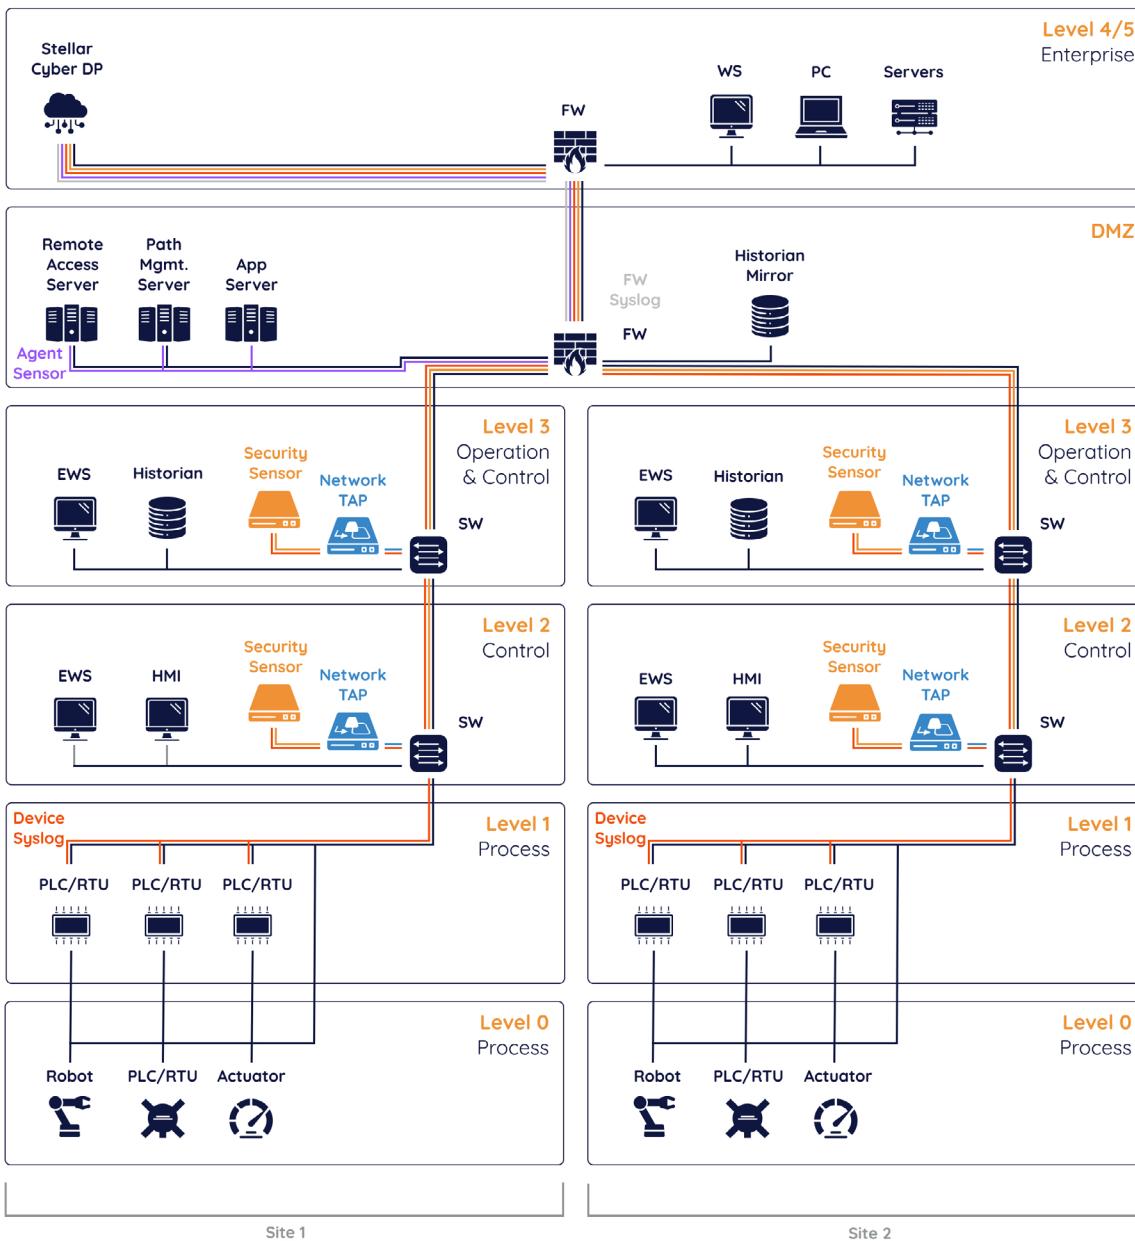 Level 4/5
Enterprise
Stellar
Cyber DP
FW
WS
PC
Servers
DMZ
Remote
Access
Server
Path
Mgmt.
Server
App
Server
Historian
Mirror
FW
Syslog
FW
Agent
Sensor
Level 3
Operation
& Control
EWS
Historian
Security
Sensor
Network
TAP
SW
Level 3
Operation
& Control
EWS
Historian
Security
Sensor
Network
TAP
SW
Level 2
Control
EWS
HMI
Security
Sensor
Network
TAP
SW
Level 2
Control
EWS
HMI
Security
Sensor
Network
TAP
SW
Device
Syslog
Level 1
Process
PLC/RTU
PLC/RTU
PLC/RTU
Device
Syslog
Level 1
Process
PLC/RTU
PLC/RTU
PLC/RTU
Level 0
Process
Robot
PLC/RTU
Actuator
Level 0
Process
Robot
PLC/RTU
Actuator
Site 1
Site 2